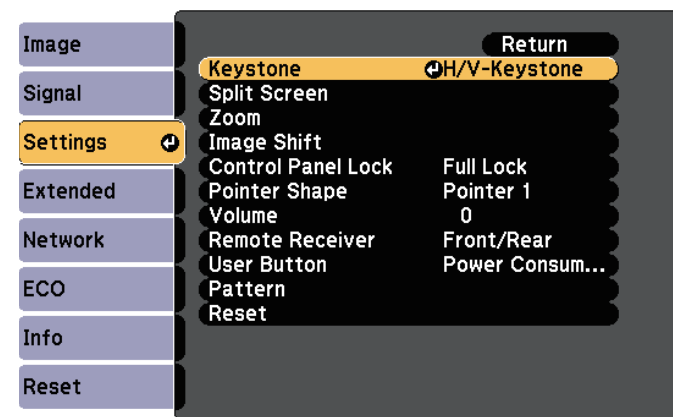 Image
Signal
Settings
Extended
Network
ECO
Info
Reset
Return
Keystone H/V-Keystone
Split Screen
Zoom
Image Shift
Control Panel Lock Full Lock
Pointer Shape Pointer 1
Volume 0
Remote Receiver Front/Rear
User Button Power Consum...
Pattern
Reset